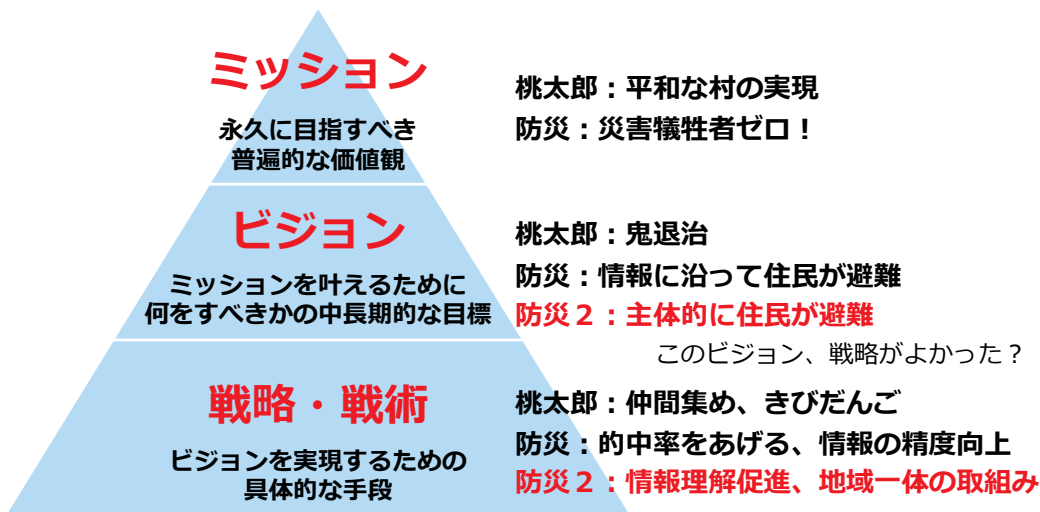 ミッション
永久に目指すべき
普遍的な価値観
桃太郎：平和な村の実現
防災：災害犠牲者ゼロ！
ビジョン
ミッションを叶えるために
何をすべきかの中長期的な目標
桃太郎：鬼退治
防災：情報に沿って住民が避難
防災２：主体的に住民が避難
このビジョン、戦略がよかった？
戦略・戦術
ビジョンを実現するための
具体的な手段
桃太郎：仲間集め、きびだんご
防災：的中率をあげる、情報の精度向上
防災２：情報理解促進、地域一体の取組み